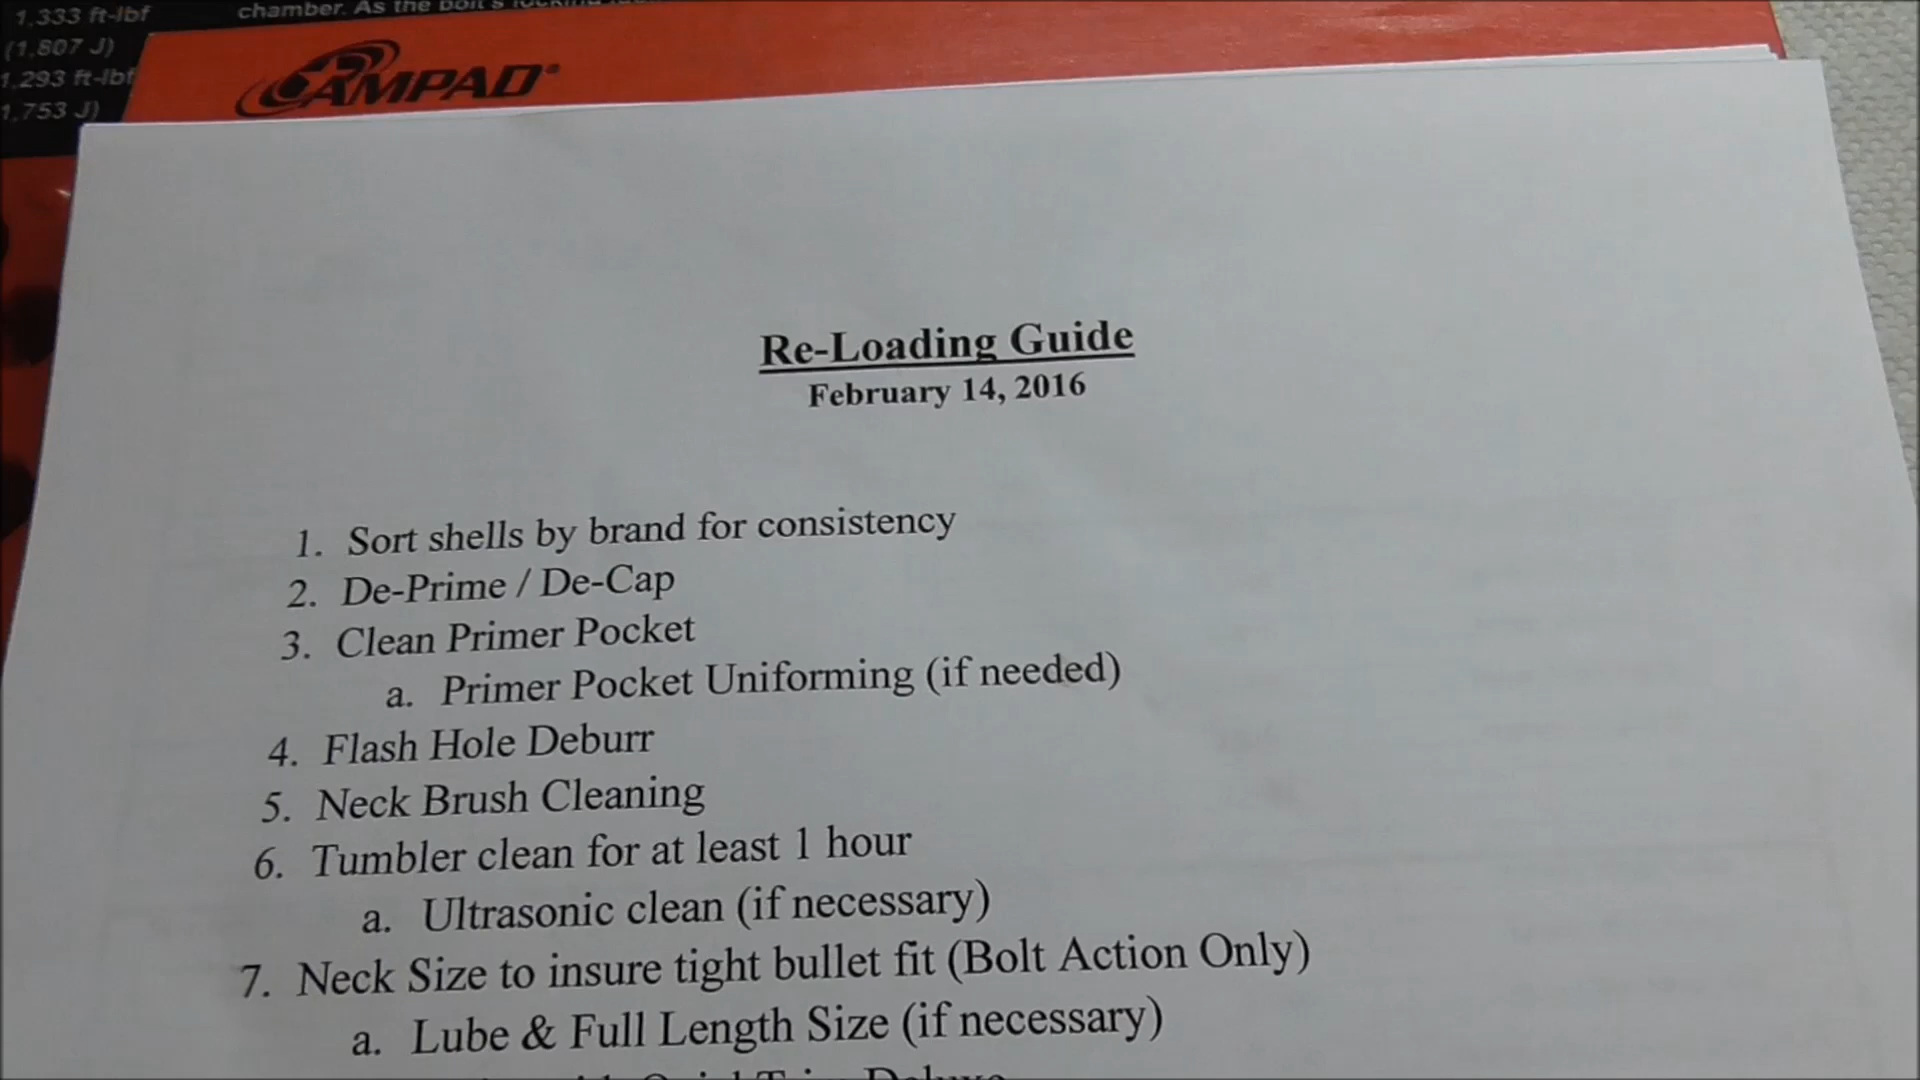 1,333 ft-lbf
(1,807 J)
1,293 ft-lbf
1,753 J)
chamber. As the bolt's
AMPAD
Re-Loading Guide
February 14, 2016
1. Sort shells by brand for consistency
2. De-Prime / De-Cap
3. Clean Primer Pocket
a. Primer Pocket Uniforming (if needed)
4. Flash Hole Deburr
5. Neck Brush Cleaning
6. Tumbler clean for at least 1 hour
a. Ultrasonic clean (if necessary)
7. Neck Size to insure tight bullet fit (Bolt Action Only)
a. Lube & Full Length Size (if necessary)